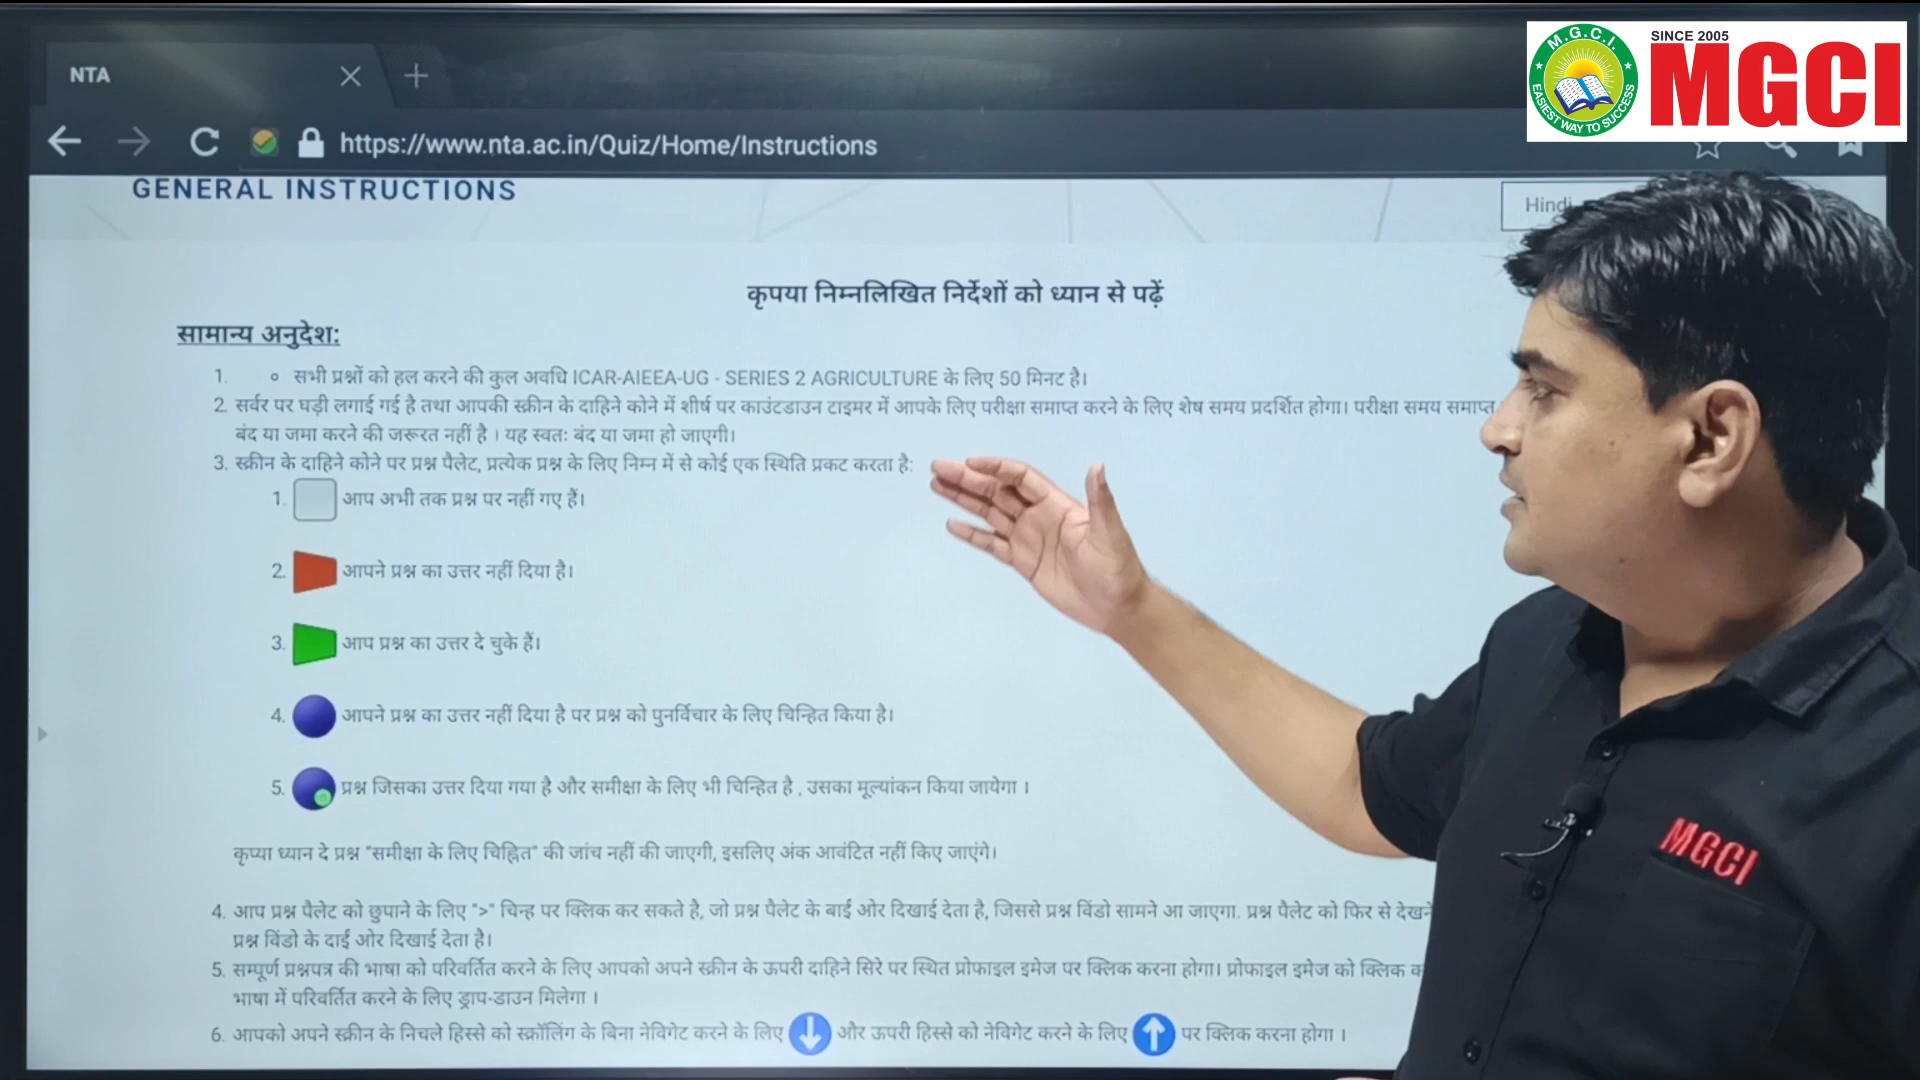 NTA
https://www.nta.ac.in/Quiz/Home/Instructions
M.G.C.I.
EASIEST WAY TO SUCCESS
SINCE 2005
MGCI
GENERAL INSTRUCTIONS
Hindi
कृपया निम्नलिखित निर्देशों को ध्यान से पढ़ें
सामान्य अनुदेश:
1. सभी प्रश्नों को हल करने की कुल अवधि ICAR-AIEEA-UG - SERIES 2 AGRICULTURE के लिए 50 मिनट है।
2. सर्वर पर घड़ी लगाई गई है तथा आपकी स्क्रीन के दाहिने कोने में शीर्ष पर काउंटडाउन टाइमर में आपके लिए परीक्षा समाप्त करने के लिए शेष समय प्रदर्शित होगा। परीक्षा समय समाप्त
बंद या जमा करने की जरूरत नहीं है । यह स्वतः बंद या जमा हो जाएगी।
3. स्क्रीन के दाहिने कोने पर प्रश्न पैलेट, प्रत्येक प्रश्न के लिए निम्न में से कोई एक स्थिति प्रकट करता है:
1. आप अभी तक प्रश्न पर नहीं गए हैं।
2. आपने प्रश्न का उत्तर नहीं दिया है।
3. आप प्रश्न का उत्तर दे चुके हैं।
4. आपने प्रश्न का उत्तर नहीं दिया है पर प्रश्न को पुनर्विचार के लिए चिन्हित किया है।
5. प्रश्न जिसका उत्तर दिया गया है और समीक्षा के लिए भी चिन्हित है , उसका मूल्यांकन किया जायेगा ।
कृप्या ध्यान दे प्रश्न "समीक्षा के लिए चिह्नित" की जांच नहीं की जाएगी, इसलिए अंक आवंटित नहीं किए जाएंगे।
4. आप प्रश्न पैलेट को छुपाने के लिए ">" चिन्ह पर क्लिक कर सकते है, जो प्रश्न पैलेट के बाईं ओर दिखाई देता है, जिससे प्रश्न विंडो सामने आ जाएगा. प्रश्न पैलेट को फिर से देखने
प्रश्न विंडो के दाईं ओर दिखाई देता है।
5. सम्पूर्ण प्रश्नपत्र की भाषा को परिवर्तित करने के लिए आपको अपने स्क्रीन के ऊपरी दाहिने सिरे पर स्थित प्रोफाइल इमेज पर क्लिक करना होगा। प्रोफाइल इमेज को क्लिक
भाषा में परिवर्तित करने के लिए ड्राप-डाउन मिलेगा ।
6. आपको अपने स्क्रीन के निचले हिस्से को स्क्रॉलिंग के बिना नेविगेट करने के लिए और ऊपरी हिस्से को नेविगेट करने के लिए पर क्लिक करना होगा ।
MGCI